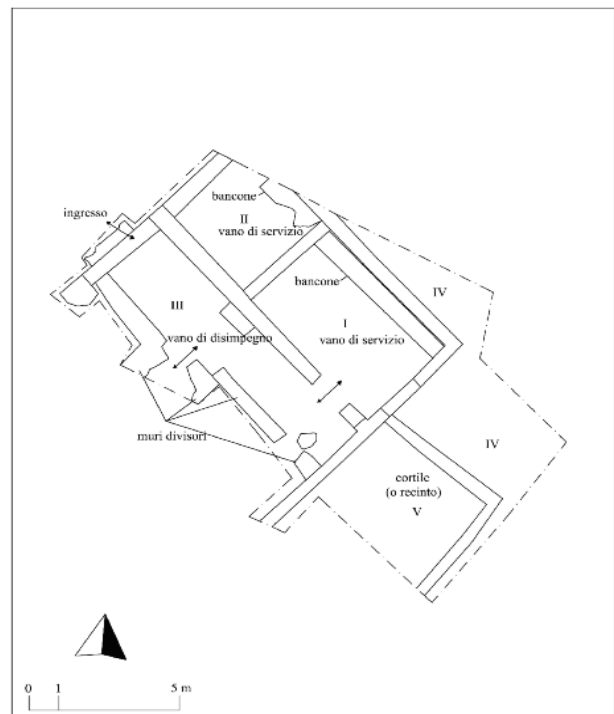 bancone
ingresso
II
vano di servizio
bancone
IV
III
I
vano di disimpegno
vano di servizio
muri divisori
IV
cortile
(o recinto)
V
0 1 5 m